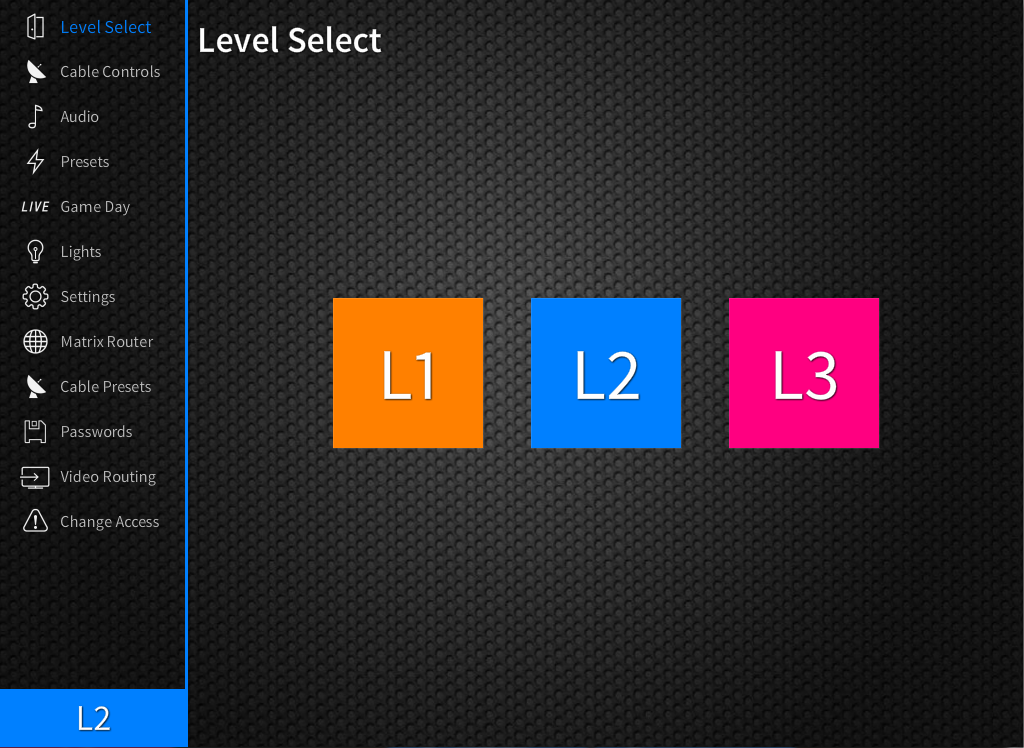 Level Select
Cable Controls
Audio
Presets
LIVE Game Day
Lights
Settings
Matrix Router
Cable Presets
Passwords
Video Routing
Change Access
L2
Level Select
L1 L2 L3